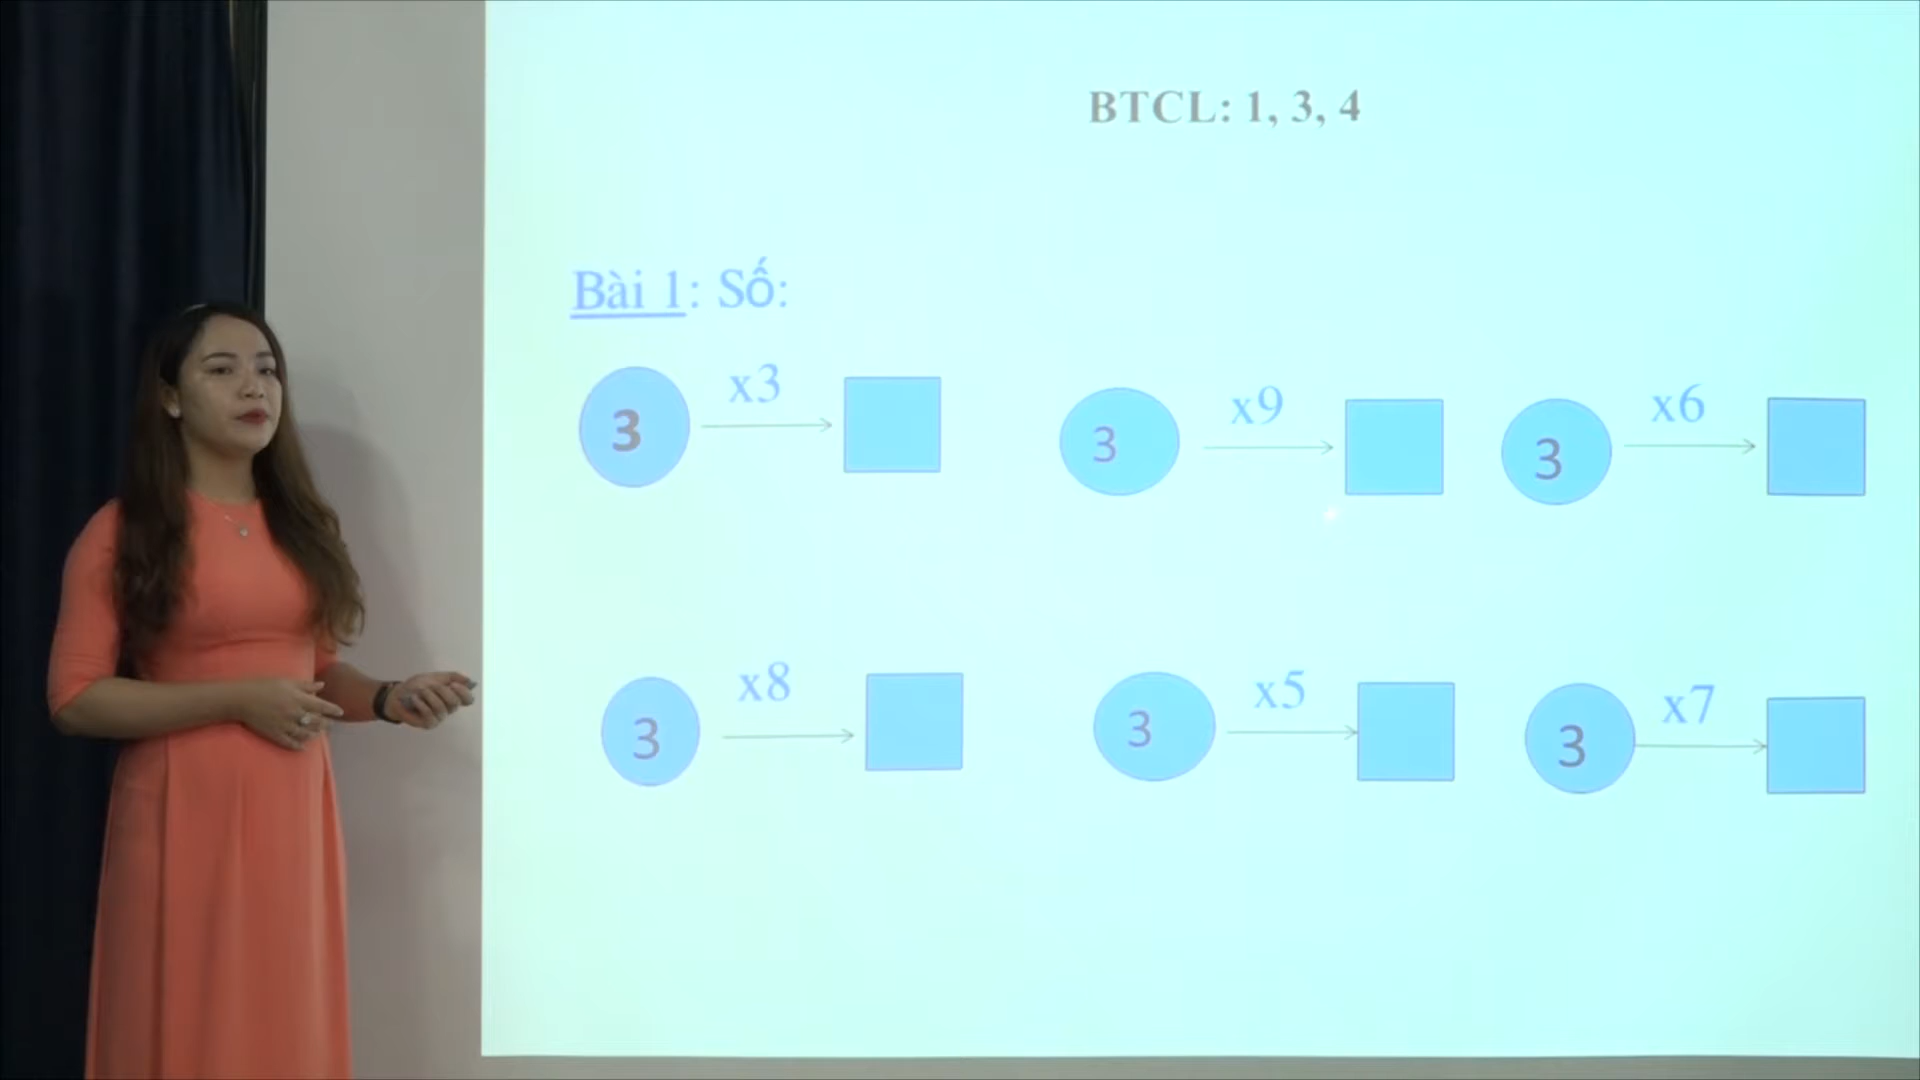 BTCL: 1, 3, 4
Bài 1: Số:
3 x3 3 x9 3 x6
3 x8 3 x5 3 x7